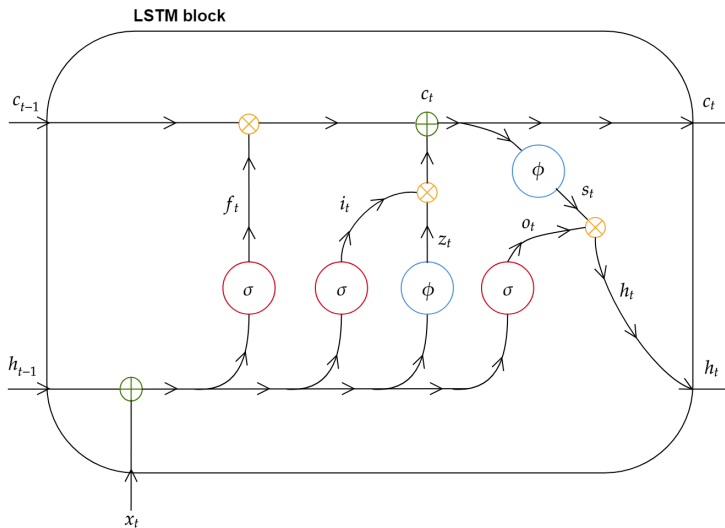 LSTM block
c_{t−1}
c_t
c_t
ϕ
f_t
i_t
s_t
o_t
z_t
σ
σ
ϕ
σ
h_t
h_{t−1}
h_t
x_t